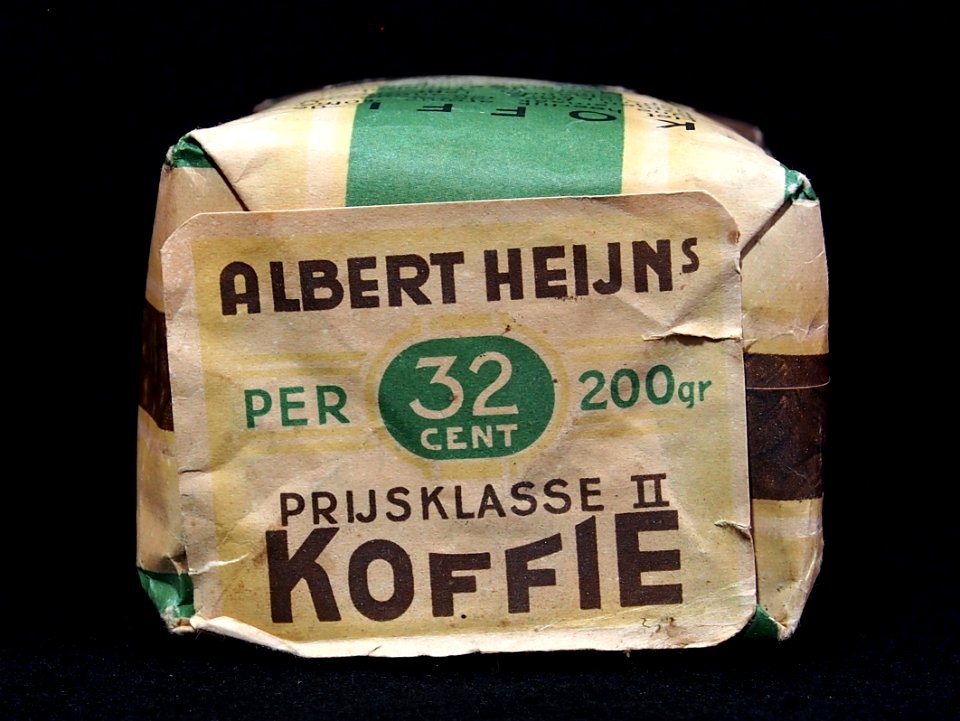 ALBERT HEIJNS
PER 32 CENT 200gr
PRIJSKLASSE II
KOFFIE